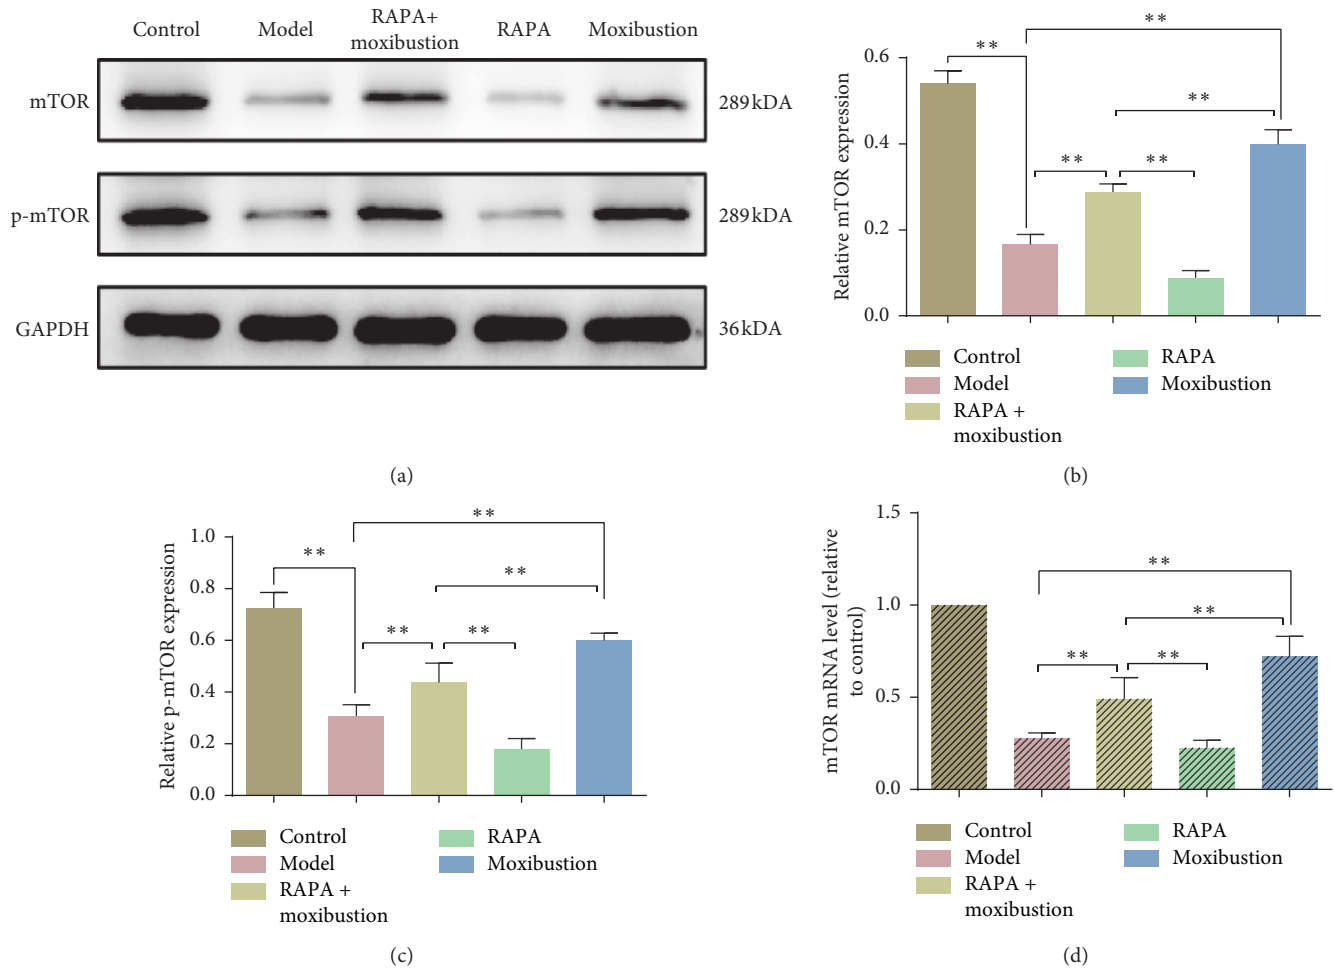 Control
Model
RAPA+
moxibustion
RAPA
Moxibustion
mTOR
289kDA
p-mTOR
289kDA
GAPDH
36kDA
(a)
**
**
**
**
**
Relative mTOR expression
0.6
0.4
0.2
0.0
Control
Model
RAPA +
moxibustion
RAPA
Moxibustion
(b)
**
**
**
**
**
Relative p-mTOR expression
1.0
0.8
0.6
0.4
0.2
0.0
Control
Model
RAPA +
moxibustion
RAPA
Moxibustion
(c)
**
**
**
**
mTOR mRNA level (relative
to control)
1.5
1.0
0.5
0.0
Control
Model
RAPA +
moxibustion
RAPA
Moxibustion
(d)